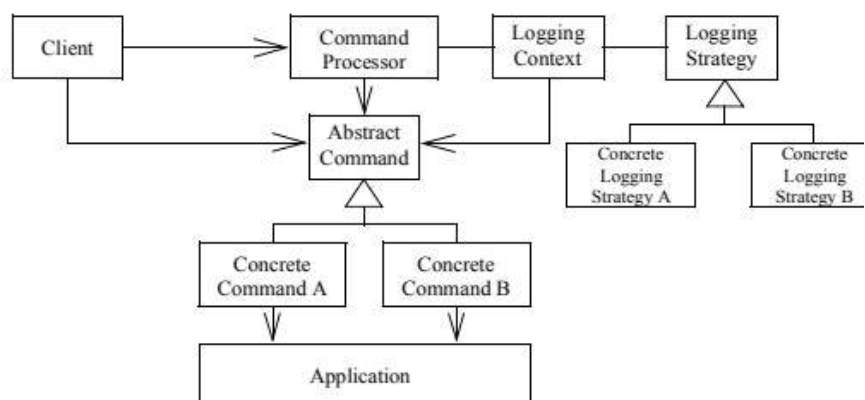 Client
Command
Processor
Logging
Context
Logging
Strategy
Abstract
Command
Concrete
Logging
Strategy A
Concrete
Logging
Strategy B
Concrete
Command A
Concrete
Command B
Application